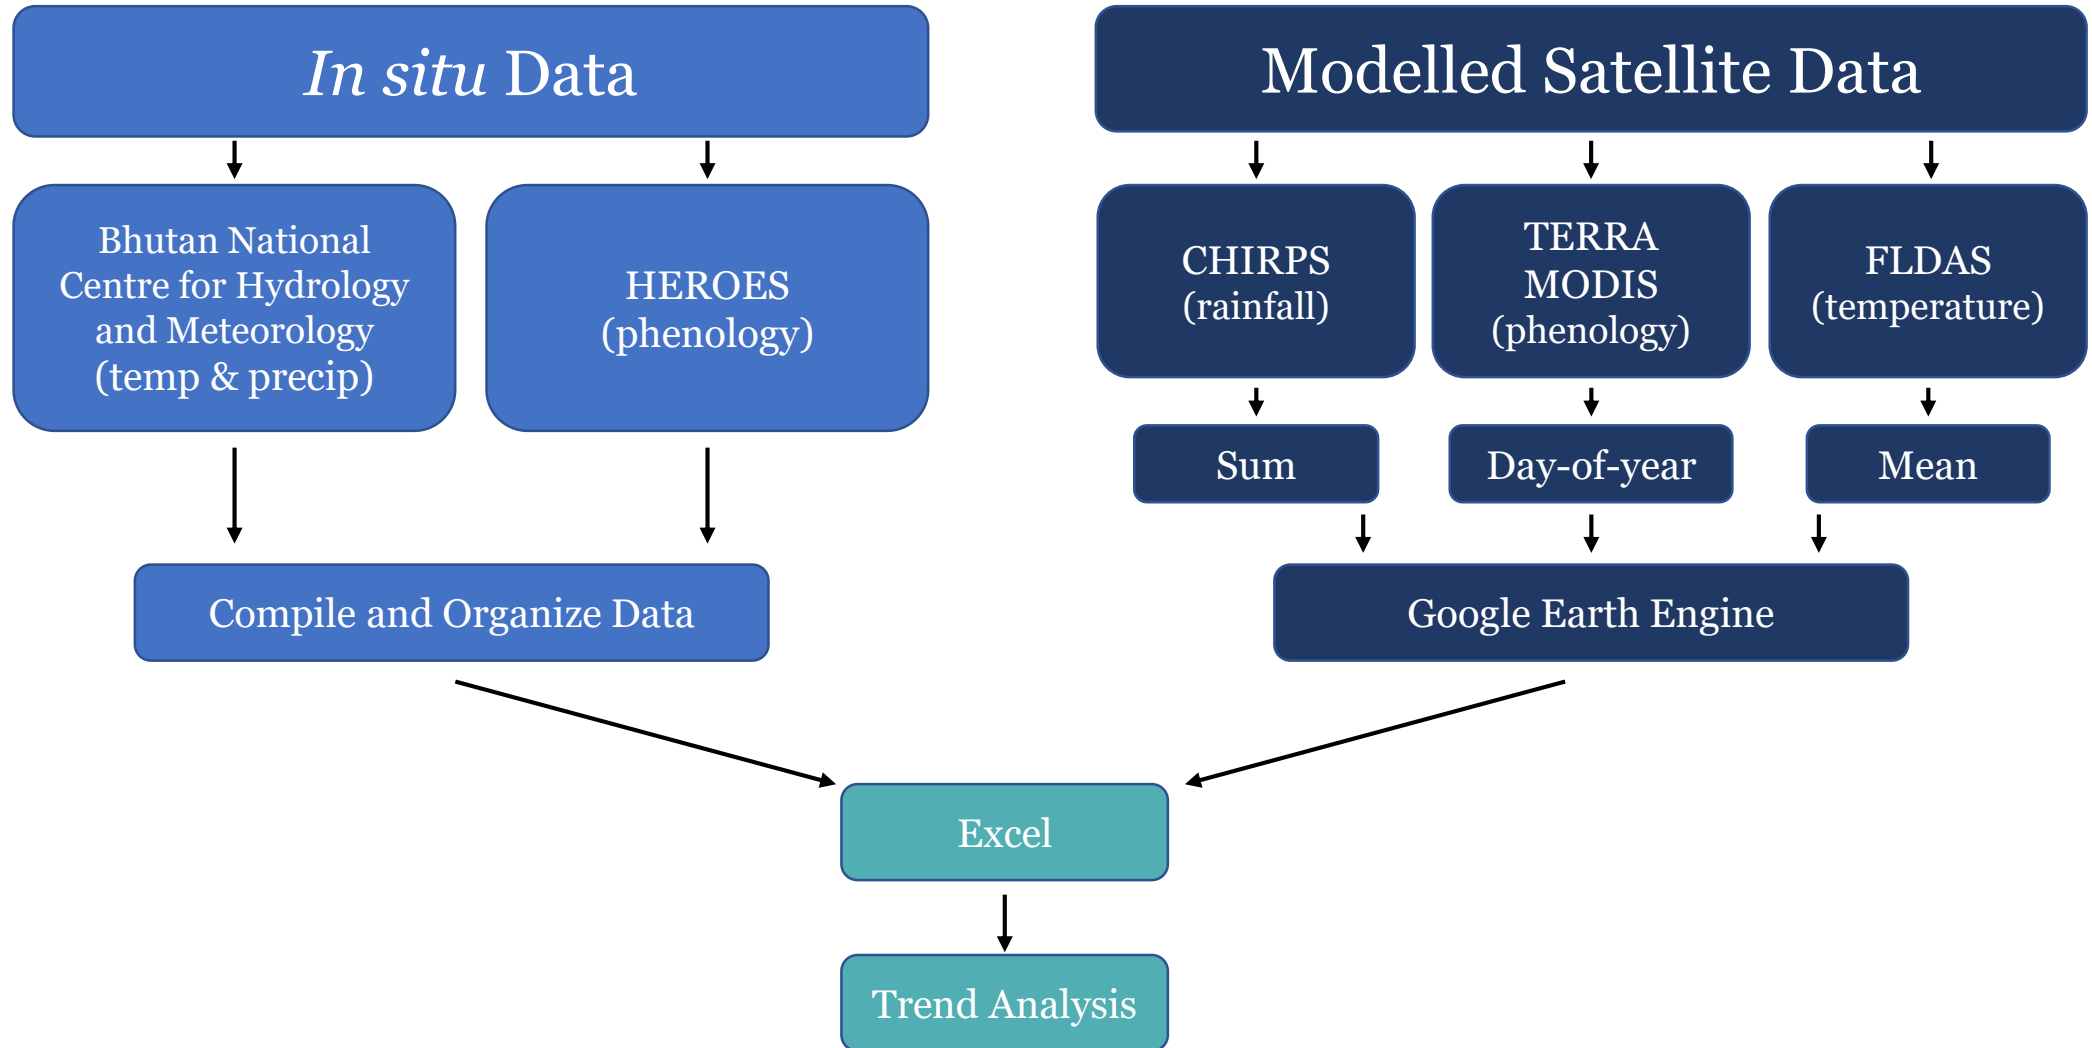 In situ Data
Modelled Satellite Data
Bhutan National
Centre for Hydrology
and Meteorology
(temp & precip)
HEROES
(phenology)
CHIRPS
(rainfall)
TERRA
MODIS
(phenology)
FLDAS
(temperature)
Sum
Day-of-year
Mean
Compile and Organize Data
Google Earth Engine
Excel
Trend Analysis